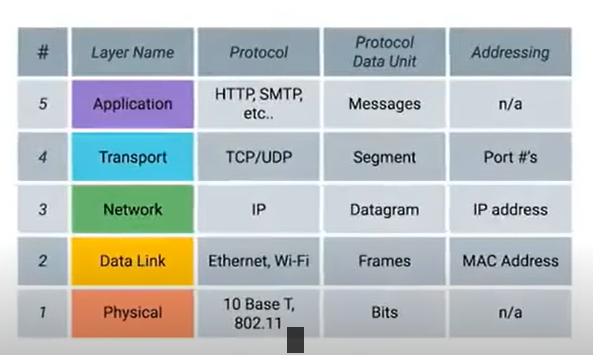 # Layer Name Protocol Protocol Data Unit Addressing
5 Application HTTP, SMTP, etc.. Messages n/a
4 Transport TCP/UDP Segment Port #'s
3 Network IP Datagram IP address
2 Data Link Ethernet, Wi-Fi Frames MAC Address
1 Physical 10 Base T, 802.11 Bits n/a